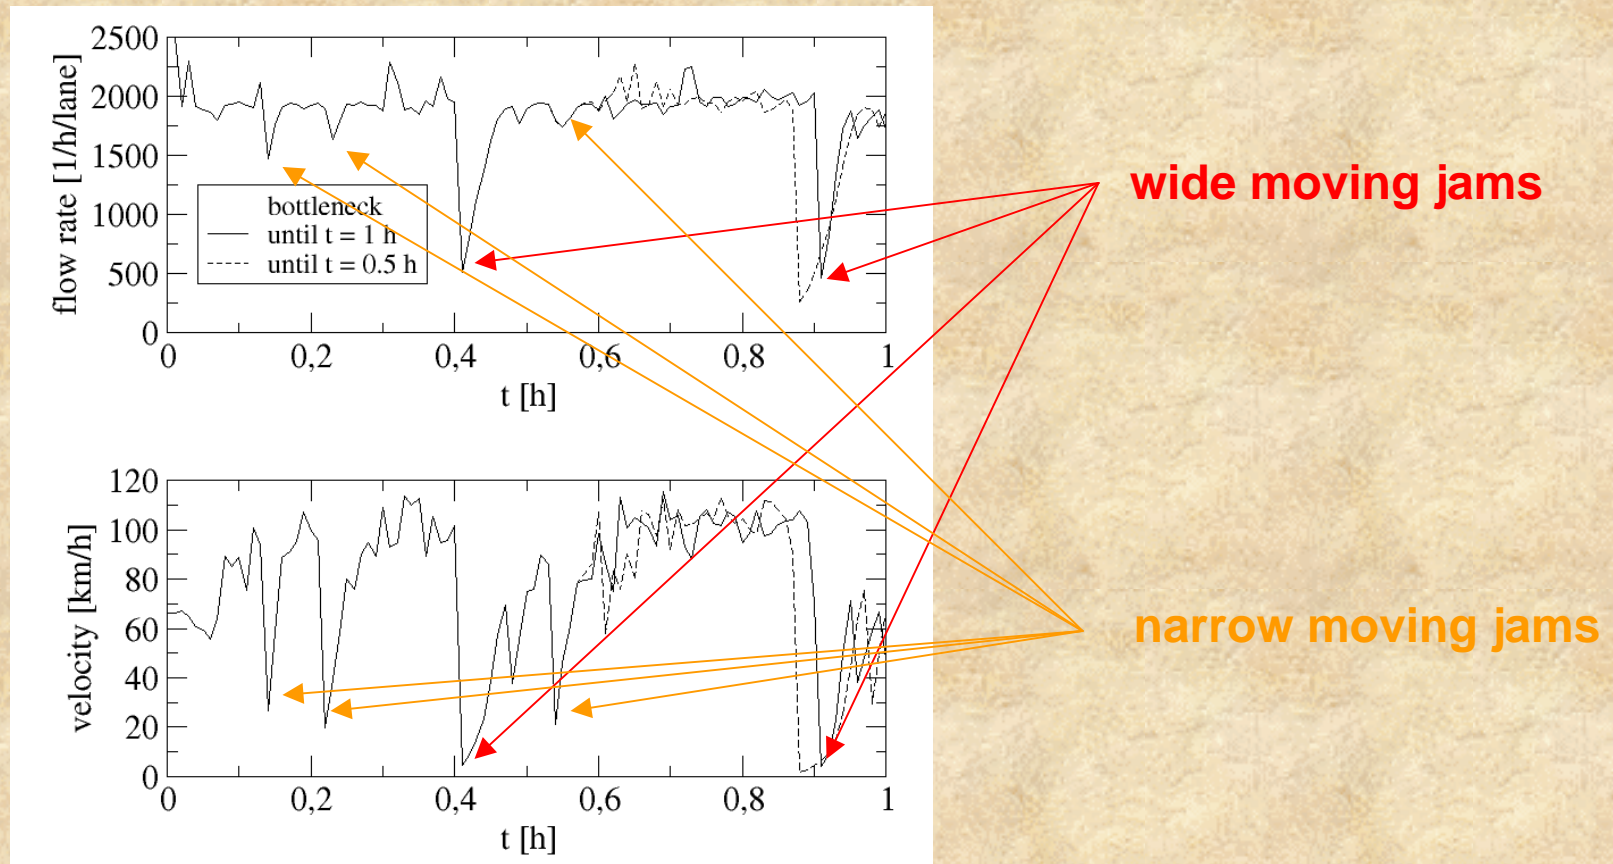 2500
2000
1500
1000
500
0
flow rate [1/h/lane]
bottleneck
until t = 1 h
until t = 0.5 h
0 0,2 0,4 0,6 0,8 1
t [h]
wide moving jams
120
100
80
60
40
20
0
velocity [km/h]
0 0,2 0,4 0,6 0,8 1
t [h]
narrow moving jams